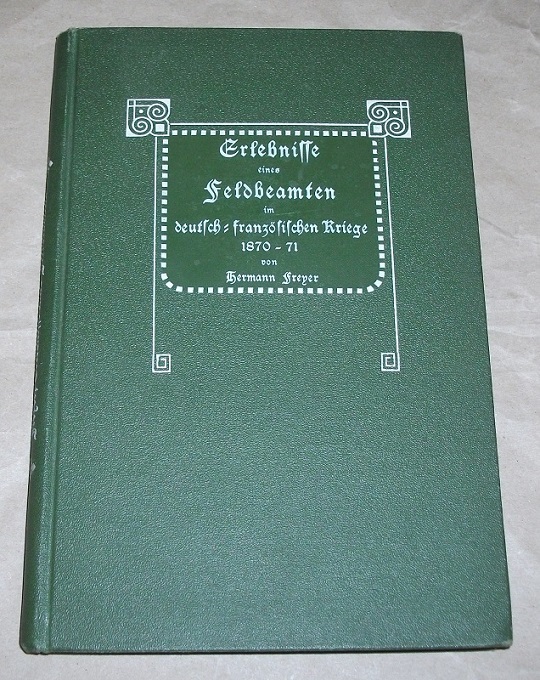 Erlebnisse
eines
Feldbeamten
im
deutsch-französischen Kriege
1870-71
von
Hermann Freyer